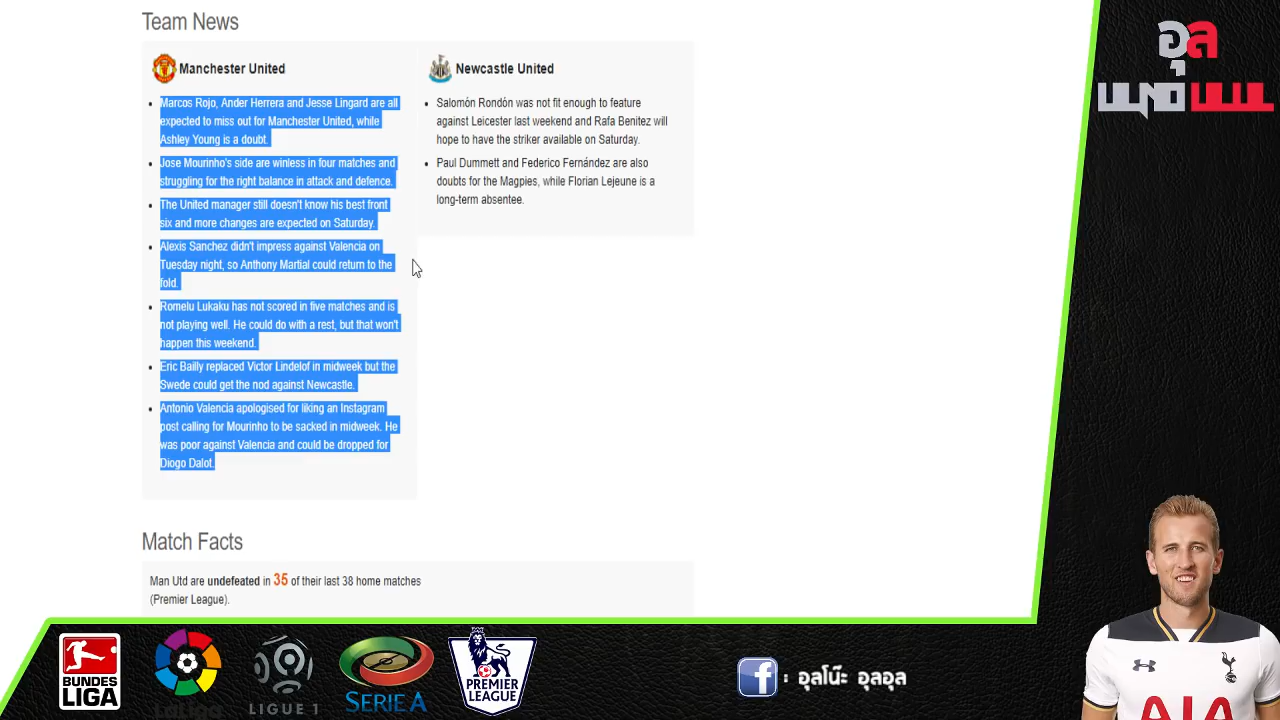 Team News
Manchester United
Marcos Rojo, Ander Herrera and Jesse Lingard are all
expected to miss out for Manchester United, while
Ashley Young is a doubt.
Jose Mourinho's side are winless in four matches and
struggling for the right balance in attack and defence.
The United manager still doesn't know his best front
six and more changes are expected on Saturday.
Alexis Sanchez didn't impress against Valencia on
Tuesday night, so Anthony Martial could return to the
fold.
Romelu Lukaku has not scored in five matches and is
not playing well. He could do with a rest, but that won't
happen this weekend.
Eric Bailly replaced Victor Lindelof in midweek but the
Swede could get the nod against Newcastle.
Antonio Valencia apologised for liking an Instagram
post calling for Mourinho to be sacked in midweek. He
was poor against Valencia and could be dropped for
Diogo Dalot.
Newcastle United
Salomón Rondón was not fit enough to feature
against Leicester last weekend and Rafa Benitez will
hope to have the striker available on Saturday.
Paul Dummett and Federico Fernández are also
doubts for the Magpies, while Florian Lejeune is a
long-term absentee.
Match Facts
Man Utd are undefeated in 35 of their last 38 home matches
(Premier League).
BUNDES
LIGA
LaLiga
LIGUE 1
SERIE A
PREMIER
LEAGUE
f : อุลโน๊ะ อุลอุล
AIA